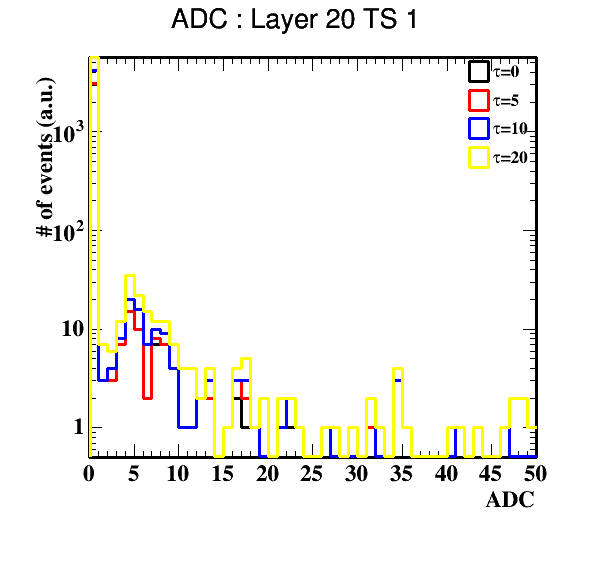 ADC : Layer 20 TS 1
# of events (a.u.)
10³
10²
10
1
τ=0
τ=5
τ=10
τ=20
0 5 10 15 20 25 30 35 40 45 50
ADC